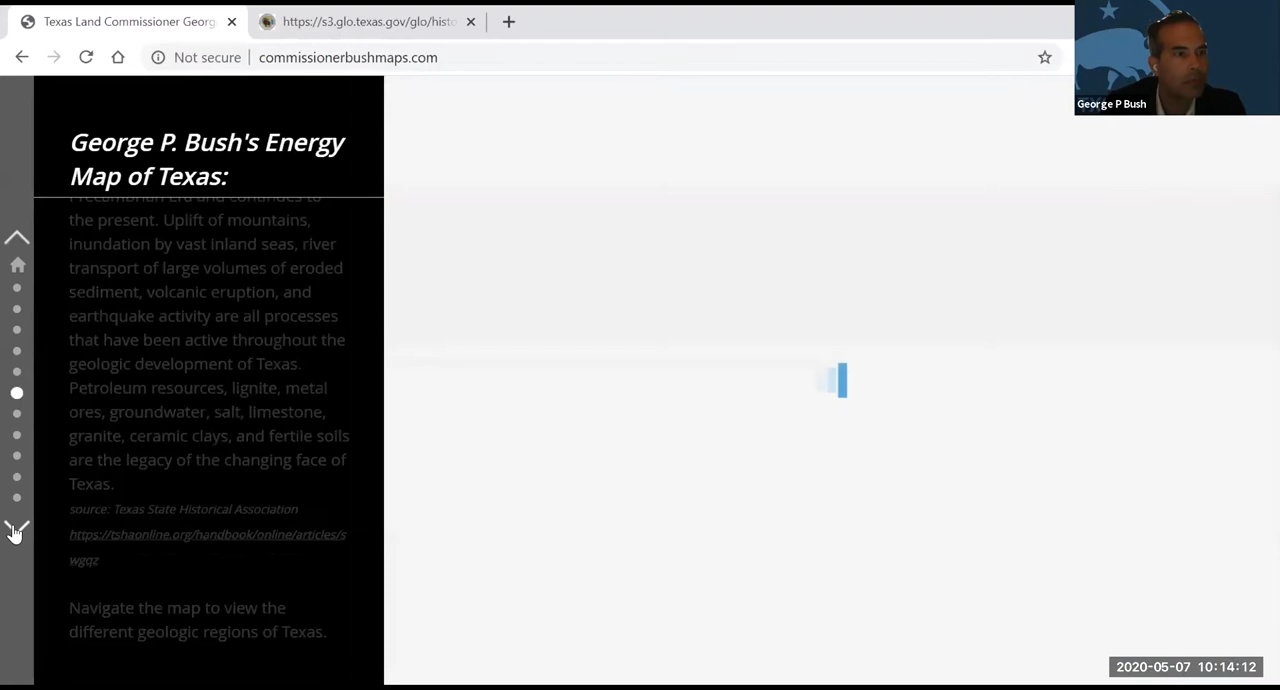 Texas Land Commissioner Georg
https://s3.glo.texas.gov/glo/histo
Not secure
commissionerbushmaps.com
George P Bush
George P. Bush's Energy
Map of Texas:
Precambrian Era and continues to
the present. Uplift of mountains,
inundation by vast inland seas, river
transport of large volumes of eroded
sediment, volcanic eruption, and
earthquake activity are all processes
that have been active throughout the
geologic development of Texas.
Petroleum resources, lignite, metal
ores, groundwater, salt, limestone,
granite, ceramic clays, and fertile soils
are the legacy of the changing face of
Texas.
source: Texas State Historical Association
https://tshaonline.org/handbook/online/articles/s
wgqz
Navigate the map to view the
different geologic regions of Texas.
2020-05-07 10:14:12